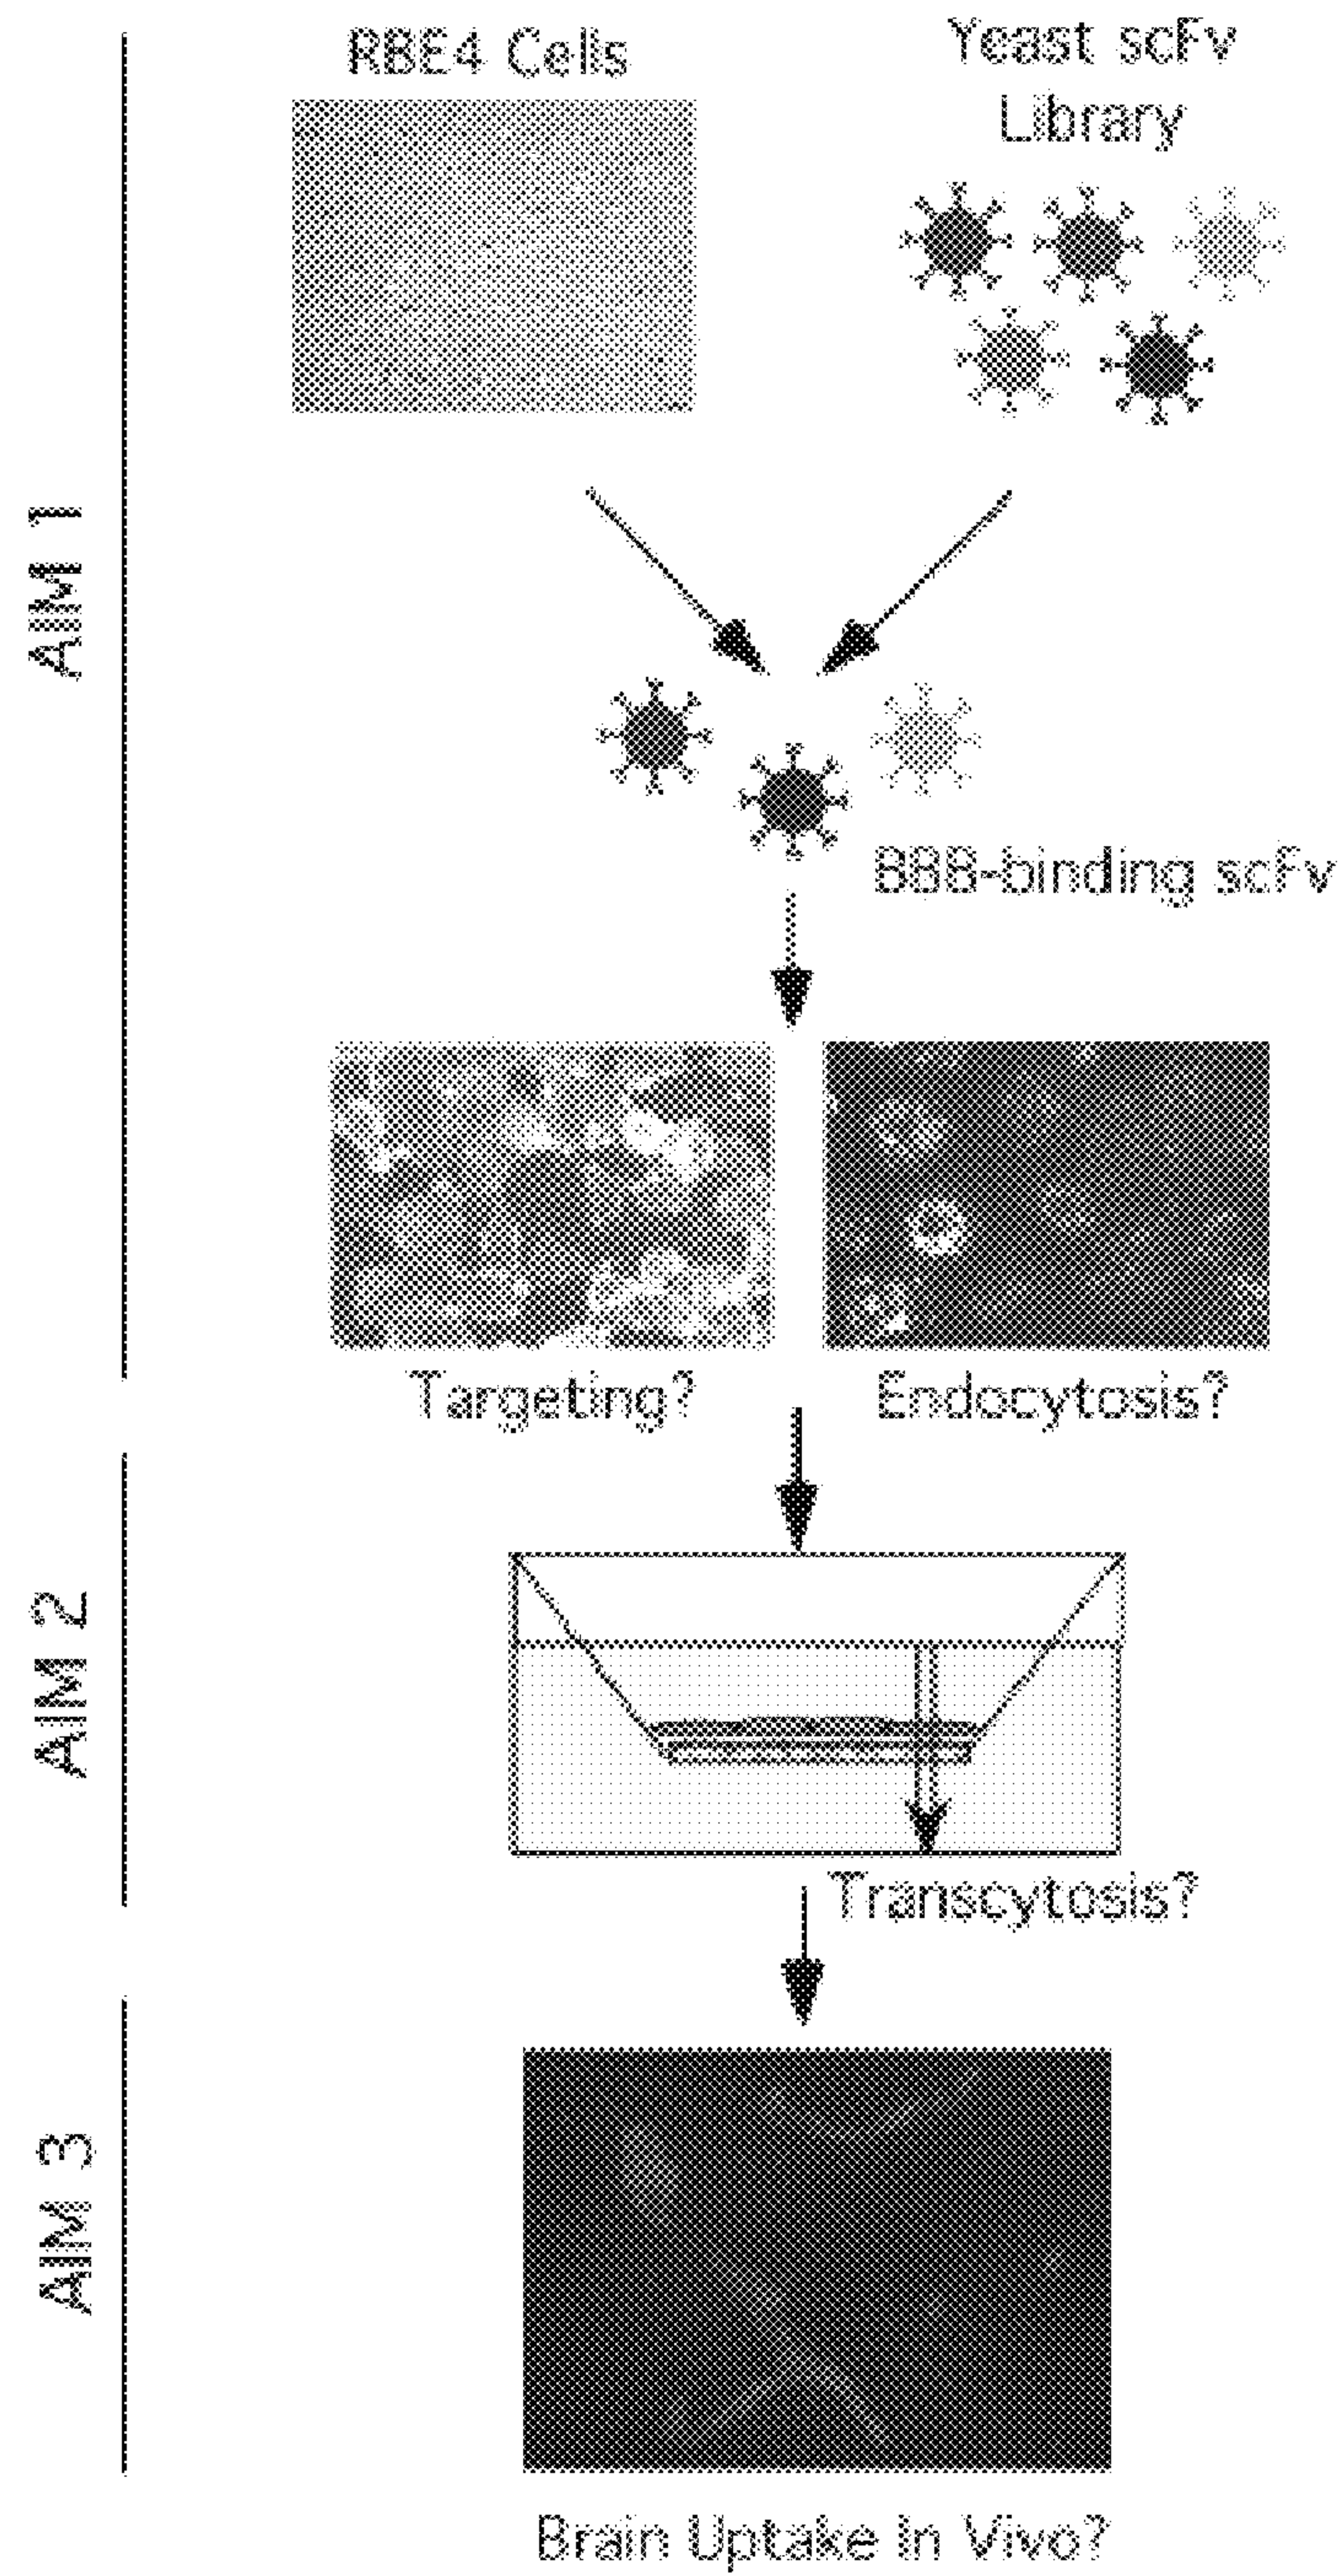 RBE4 Cells
Yeast scFv
Library
AIM 1
BBB-binding scFv
Targeting?
Endocytosis?
AIM 2
Transcytosis?
AIM 3
Brain Uptake In Vivo?